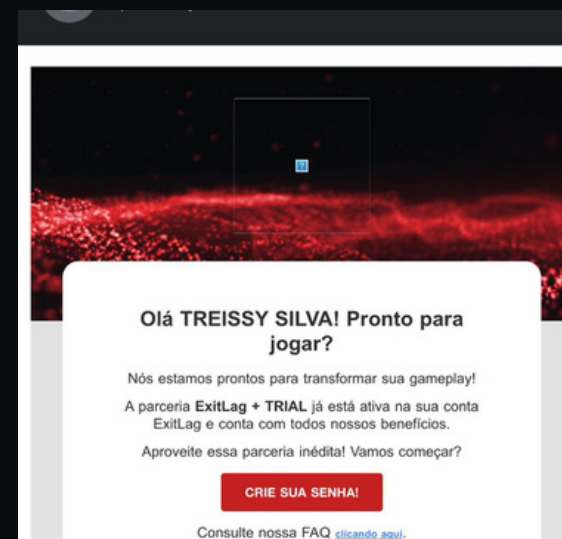 Olá TREISSY SILVA! Pronto para
jogar?
Nós estamos prontos para transformar sua gameplay!
A parceria ExitLag + TRIAL já está ativa na sua conta
ExitLag e conta com todos nossos benefícios.
Aproveite essa parceria inédita! Vamos começar?
CRIE SUA SENHA!
Consulte nossa FAQ clicando aqui.